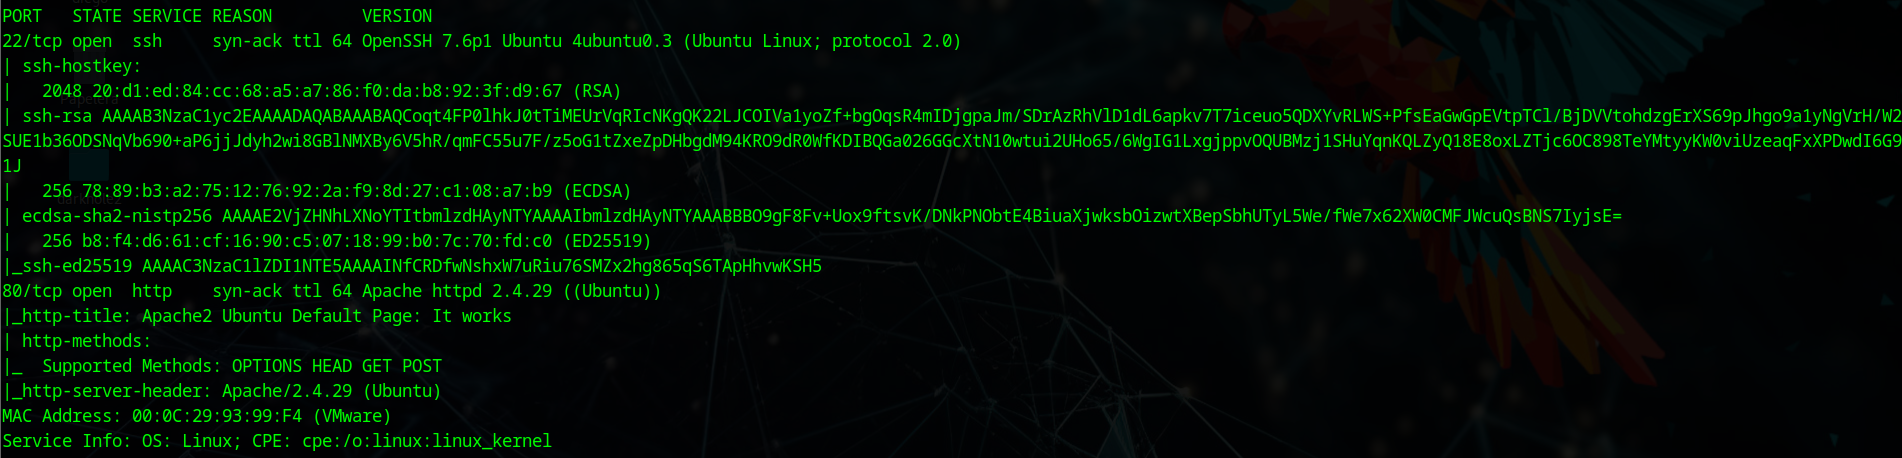 PORT   STATE SERVICE REASON         VERSION
22/tcp open  ssh     syn-ack ttl 64 OpenSSH 7.6p1 Ubuntu 4ubuntu0.3 (Ubuntu Linux; protocol 2.0)
| ssh-hostkey:
|   2048 20:d1:ed:84:cc:68:a5:a7:86:f0:da:b8:92:3f:d9:67 (RSA)
| ssh-rsa AAAAB3NzaC1yc2EAAAADAQABAAABAQCoqt4FP0lhkJ0tTiMEUrVqRIcNKgQK22LJCOIVa1yoZf+bgOqsR4mIDjgpaJm/SDrAzRhVlD1dL6apkv7T7iceuo5QDXYvRLWS+PfsEaGwGpEVtpTCl/BjDVVtohdzgErXS69pJhgo9a1yNgVrH/W2
SUE1b36ODSNqVb690+aP6jjJdyh2wi8GBlNMXBy6V5hR/qmFC55u7F/z5oG1tZxeZpDHbgdM94KRO9dR0WfKDIBQGa026GGcXtN10wtui2UHo65/6WgIG1LxgjppvOQUBMzj1SHuYqnKQLZyQ18E8oxLZTjc6OC898TeYMtyyKW0viUzeaqFxXPDwdI6G9
1J
|   256 78:89:b3:a2:75:12:76:92:2a:f9:8d:27:c1:08:a7:b9 (ECDSA)
| ecdsa-sha2-nistp256 AAAAE2VjZHNhLXNoYTItbmlzdHAyNTYAAAAIbmlzdHAyNTYAAABBBO9gF8Fv+Uox9ftsvK/DNkPNObtE4BiuaXjwksbOizwtXBepSbhUTyL5We/fWe7x62XW0CMFJWcuQsBNS7IyjsE=
|   256 b8:f4:d6:61:cf:16:90:c5:07:18:99:b0:7c:70:fd:c0 (ED25519)
|_ssh-ed25519 AAAAC3NzaC1lZDI1NTE5AAAAINfCRDfwNshxW7uRiu76SMZx2hg865qS6TApHhvwKSH5
80/tcp open  http    syn-ack ttl 64 Apache httpd 2.4.29 ((Ubuntu))
|_http-title: Apache2 Ubuntu Default Page: It works
| http-methods:
|_  Supported Methods: OPTIONS HEAD GET POST
|_http-server-header: Apache/2.4.29 (Ubuntu)
MAC Address: 00:0C:29:93:99:F4 (VMware)
Service Info: OS: Linux; CPE: cpe:/o:linux:linux_kernel